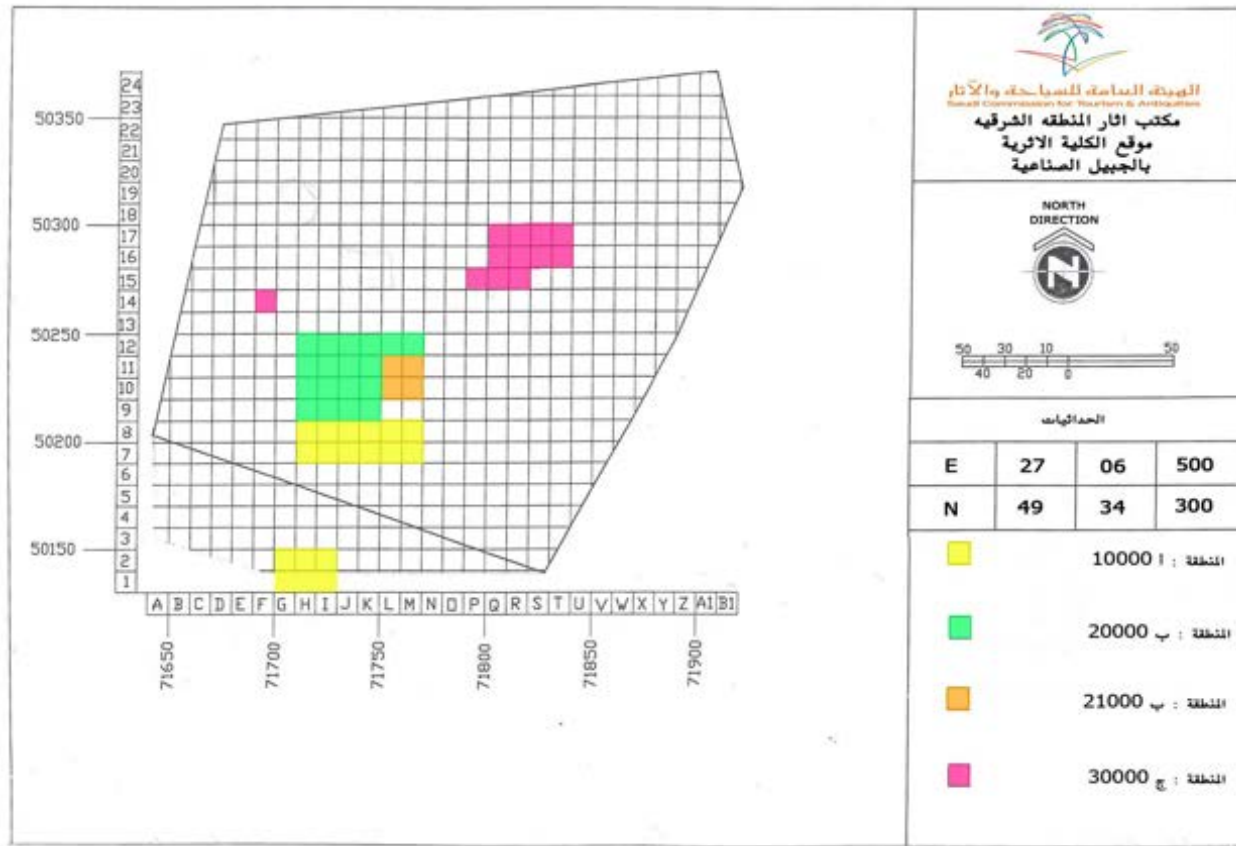 الهيئة العامة للسياحة والآثار
Saudi Commission for Tourism & Antiquities
مكتب اثار المنطقه الشرقيه
موقع الكلية الاثرية
بالجبيل الصناعية
NORTH
DIRECTION
N
50 30 10 50
40 20 0
الحداثيات
E 27 06 500
N 49 34 300
المنطقة : ا 10000
المنطقة : ب 20000
المنطقة : ب 21000
المنطقة : ج 30000
24
23
50350
22
21
20
19
18
50300
17
16
15
14
13
50250
12
11
10
9
8
50200
7
6
5
4
3
50150
2
1
A B C D E F G H I J K L M N O P Q R S T U V W X Y Z A1 B1
71650 71700 71750 71800 71850 71900